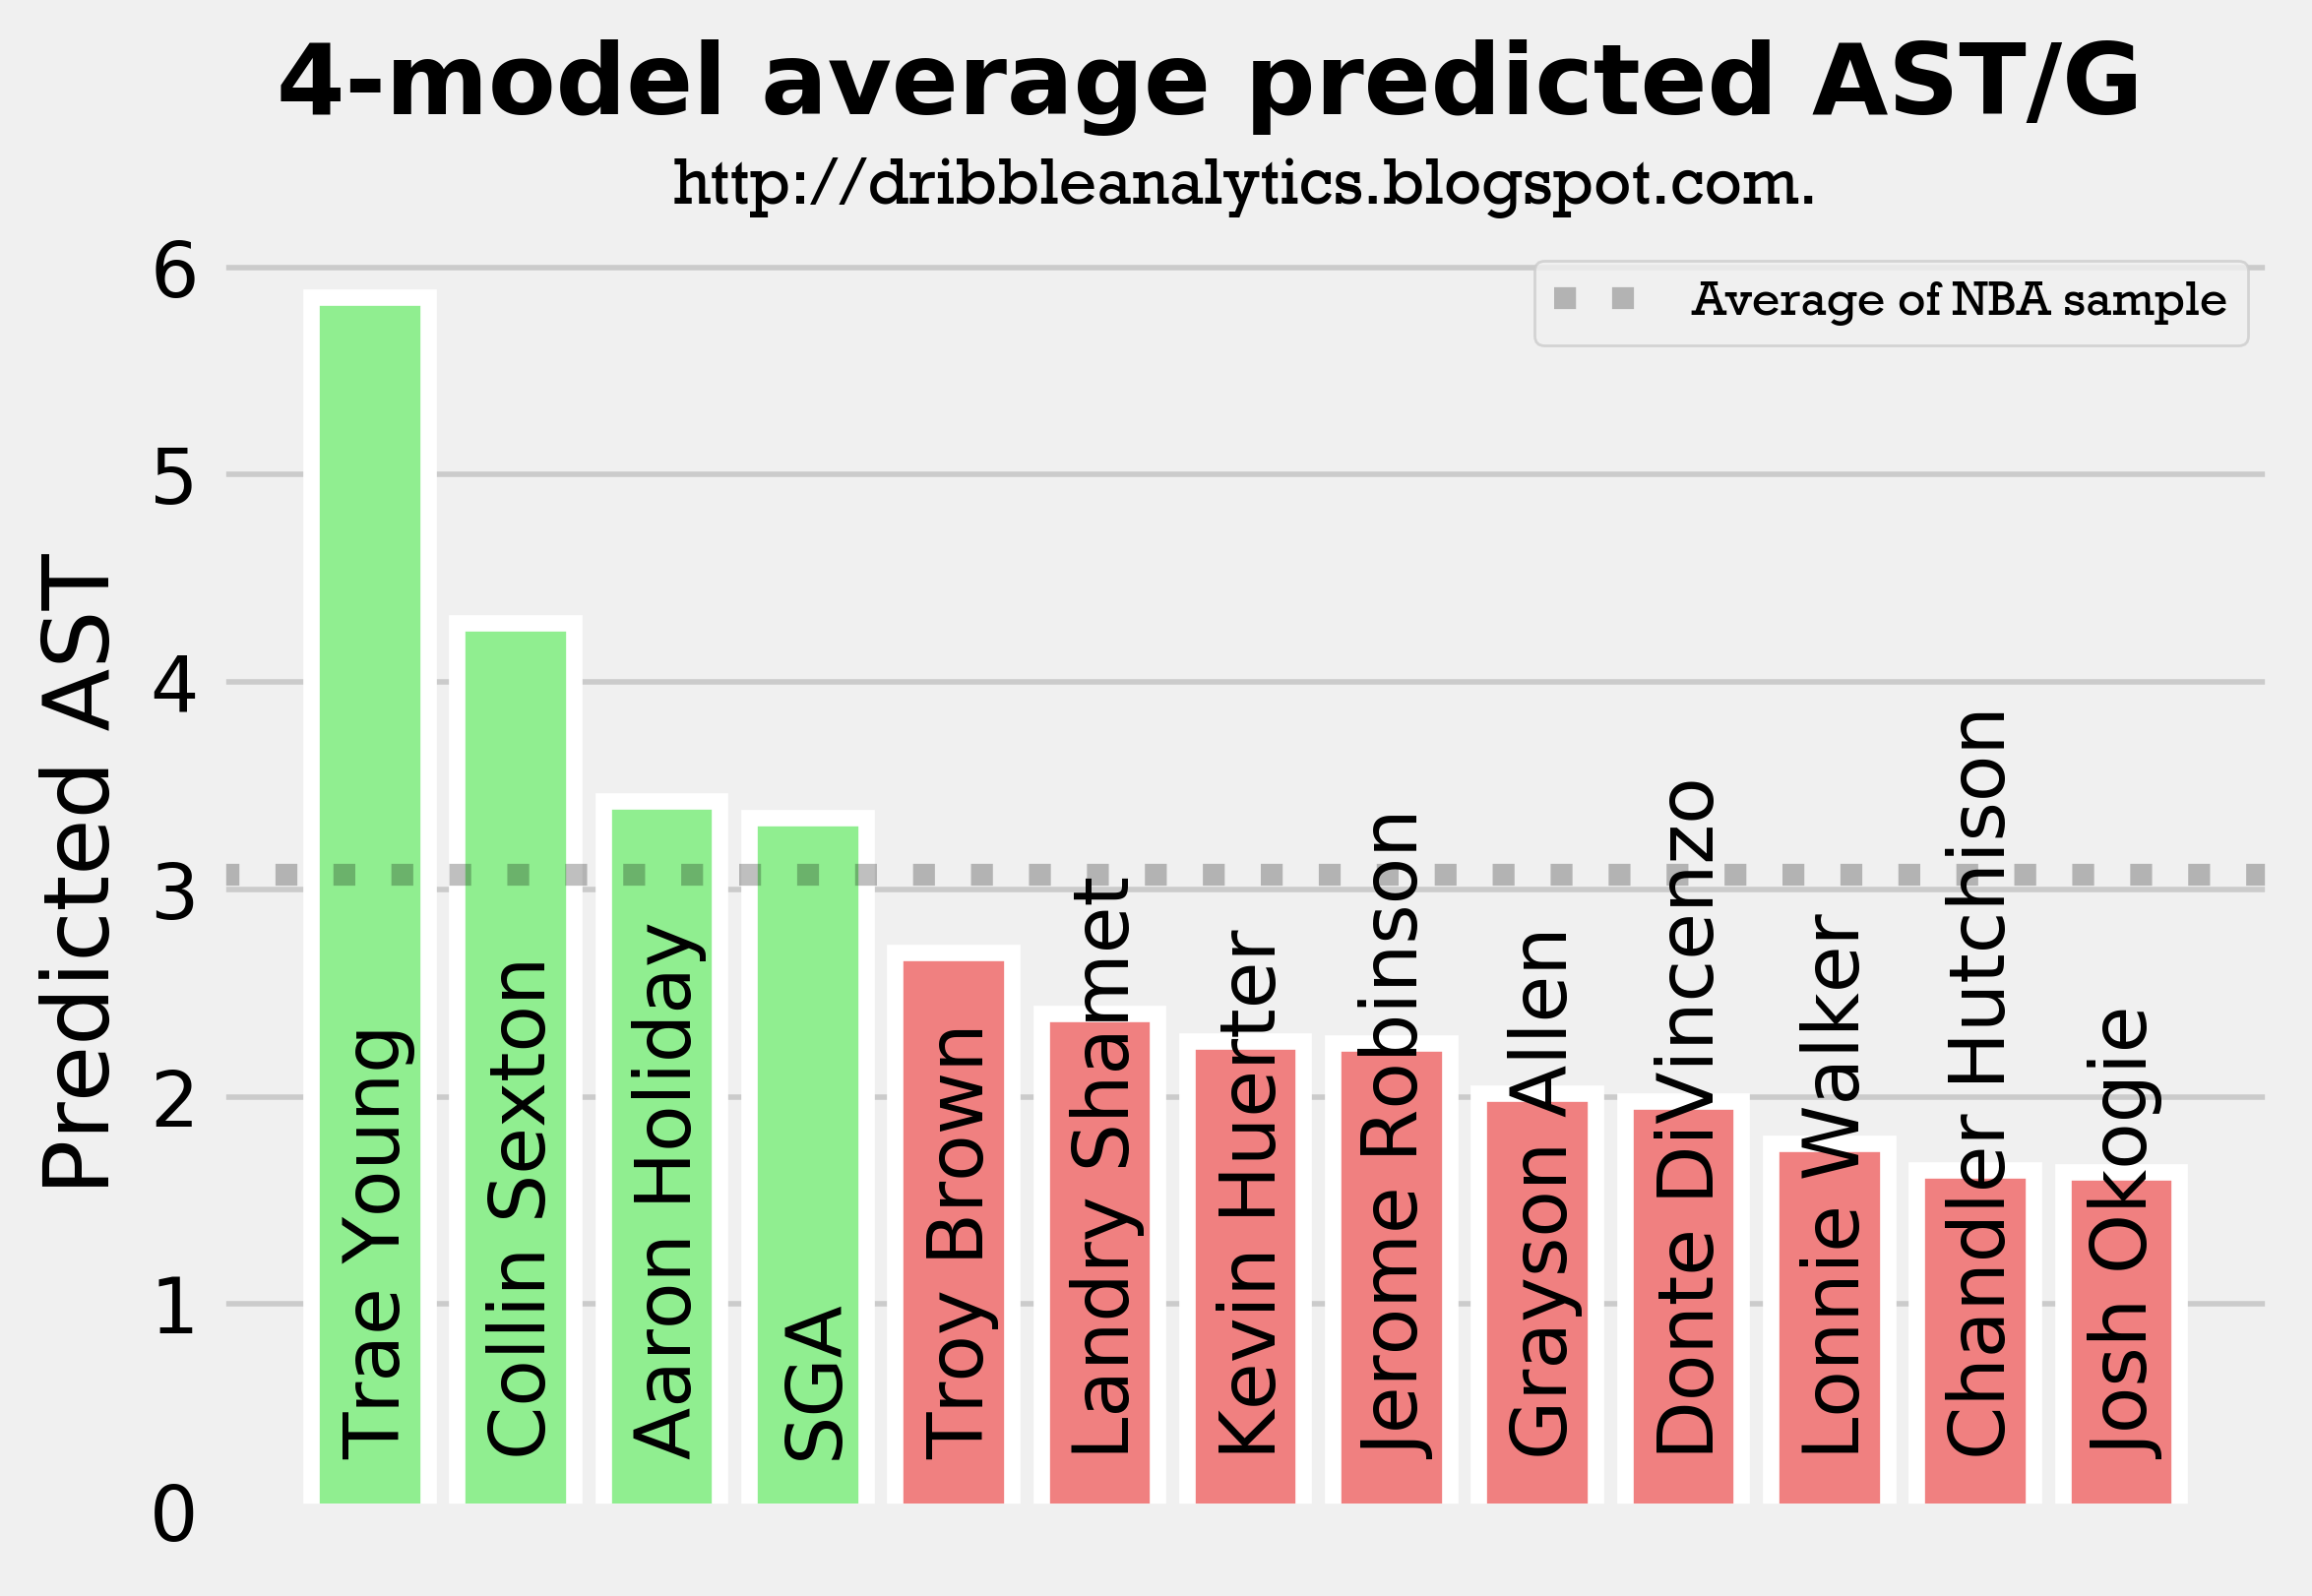 4-model average predicted AST/G
http://dribbleanalytics.blogspot.com.
Average of NBA sample
Predicted AST
6
5
4
3
2
1
0
Trae Young
Collin Sexton
Aaron Holiday
SGA
Troy Brown
Landry Shamet
Kevin Huerter
Jerome Robinson
Grayson Allen
Donte DiVincenzo
Lonnie Walker
Chandler Hutchison
Josh Okogie